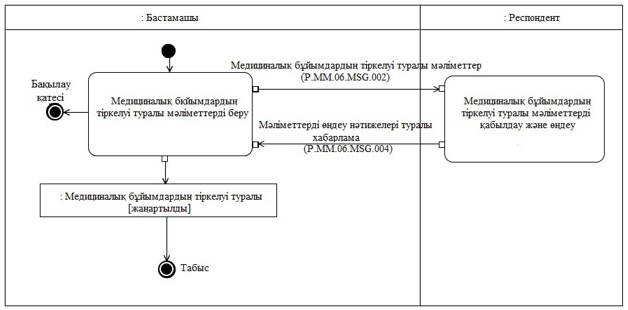 : Бастамашы
: Респондент
Бақылау
қатесі
Медициналық бқйымдардың
тіркелуі туралы мәліметтерді беру
Медициналық бұйымдардың тіркелуі туралы мәліметтер
(P.MM.06.MSG.002)
Мәліметтерді өңдеу нәтижелері туралы
хабарлама
(P.MM.06.MSG.004)
Медициналық бұйымдардың
тіркелуі туралы мәліметтерді
қабылдау және өңдеу
: Медициналық бұйымдардың тіркелуі туралы
[жаңартылды]
Табыс